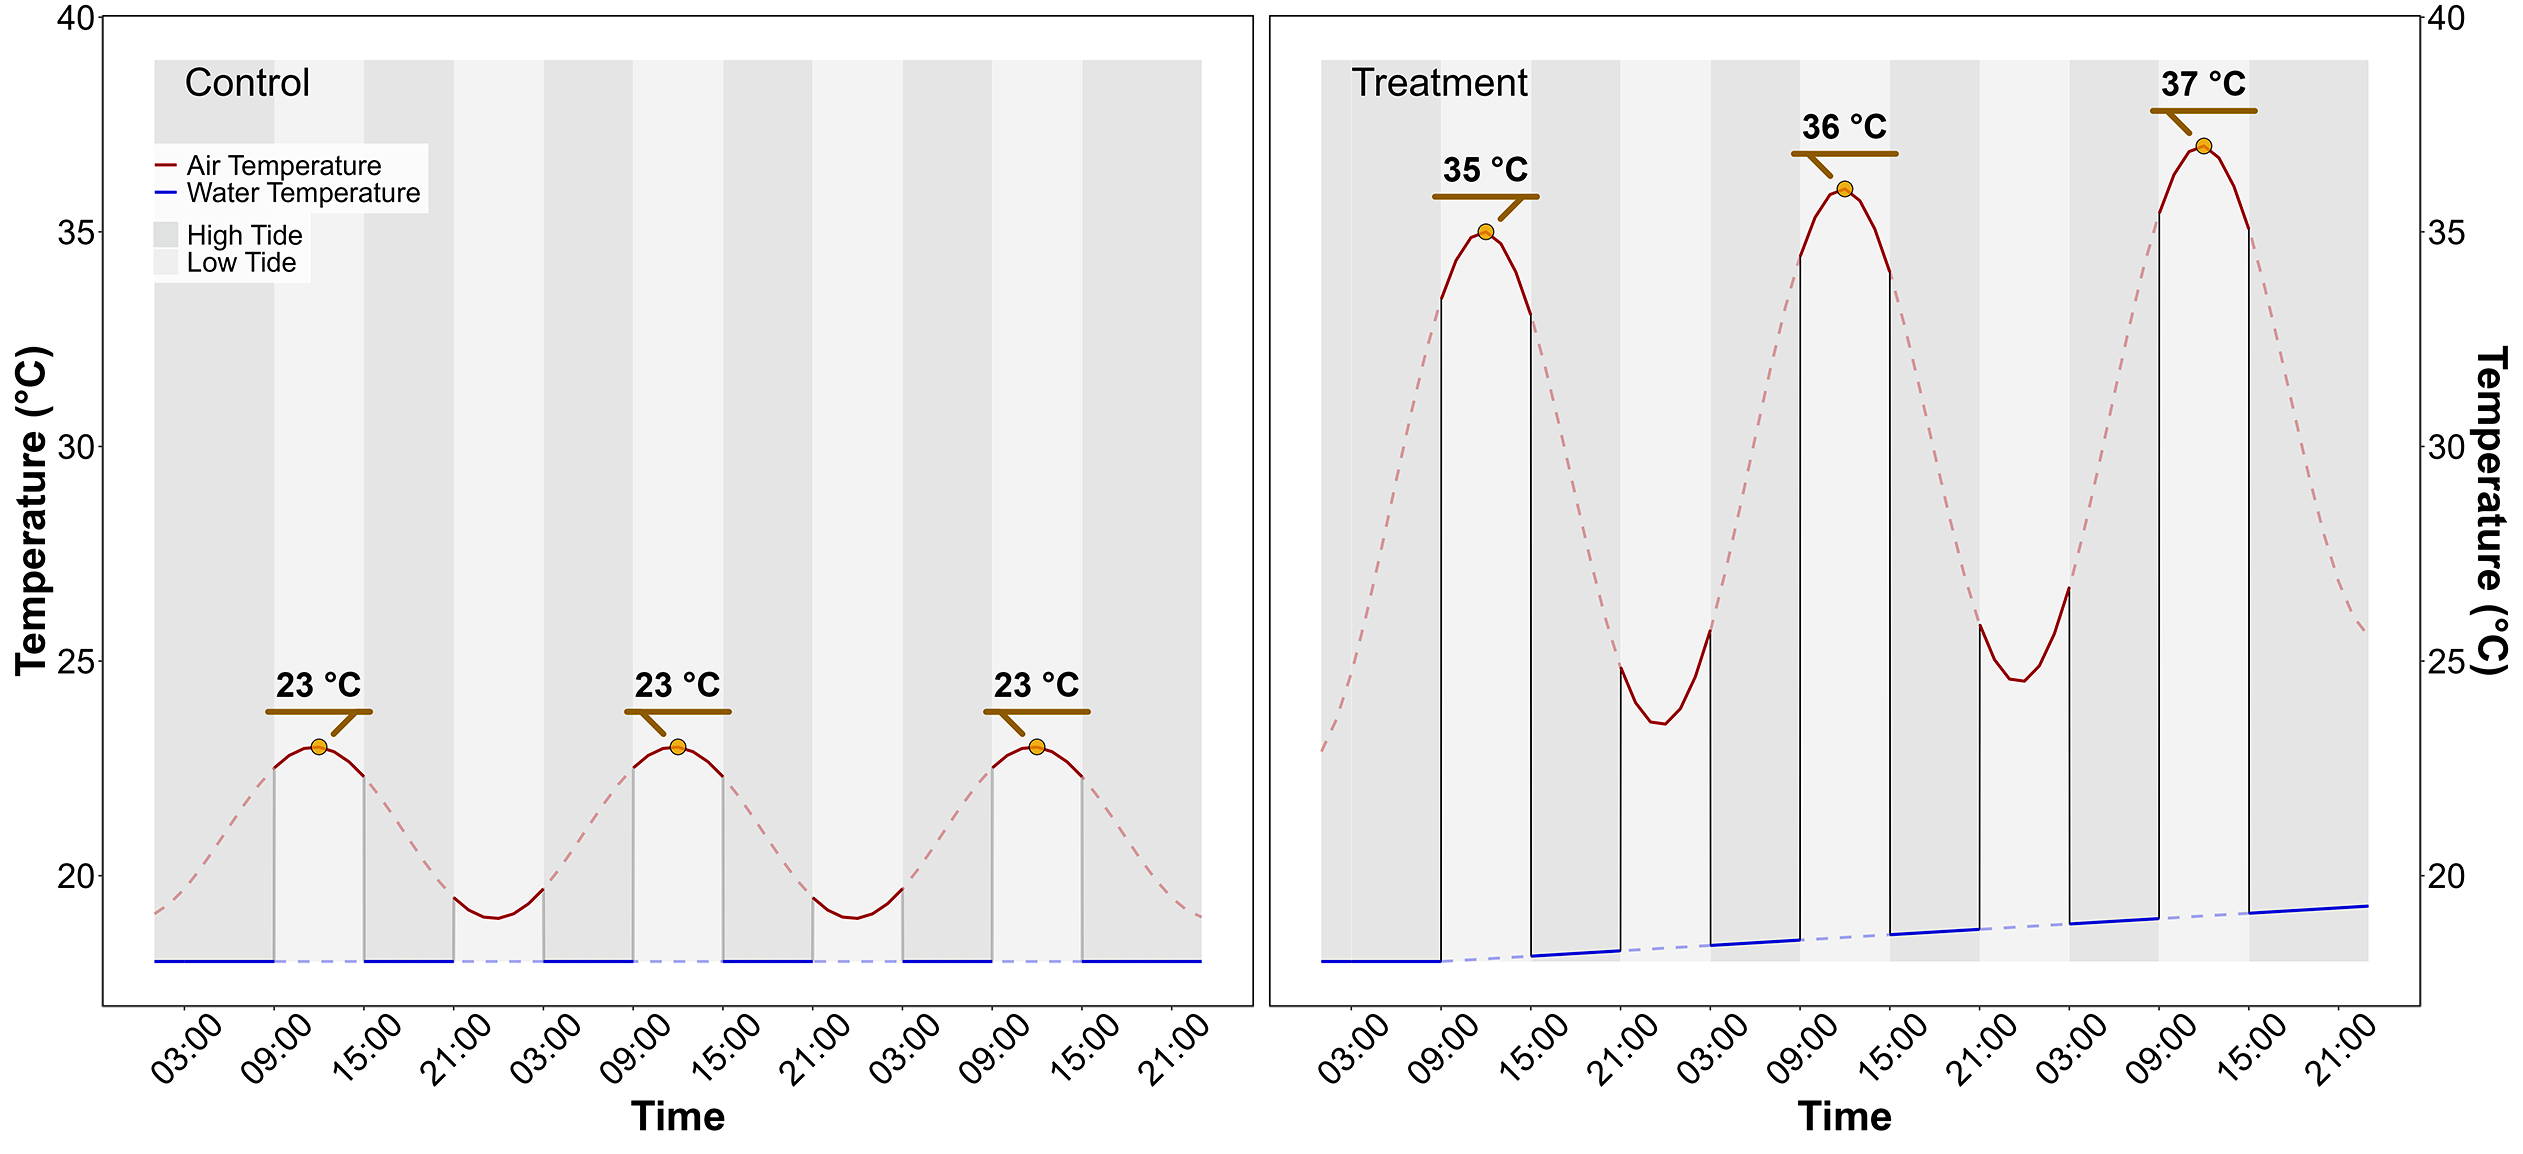 Control
Air Temperature
Water Temperature
High Tide
Low Tide
23 °C
23 °C
23 °C
40
35
30
25
20
Temperature (°C)
03:00
09:00
15:00
21:00
03:00
09:00
15:00
21:00
03:00
09:00
15:00
21:00
Time
Treatment
35 °C
36 °C
37 °C
40
35
30
25
20
Temperature (°C)
03:00
09:00
15:00
21:00
03:00
09:00
15:00
21:00
03:00
09:00
15:00
21:00
Time